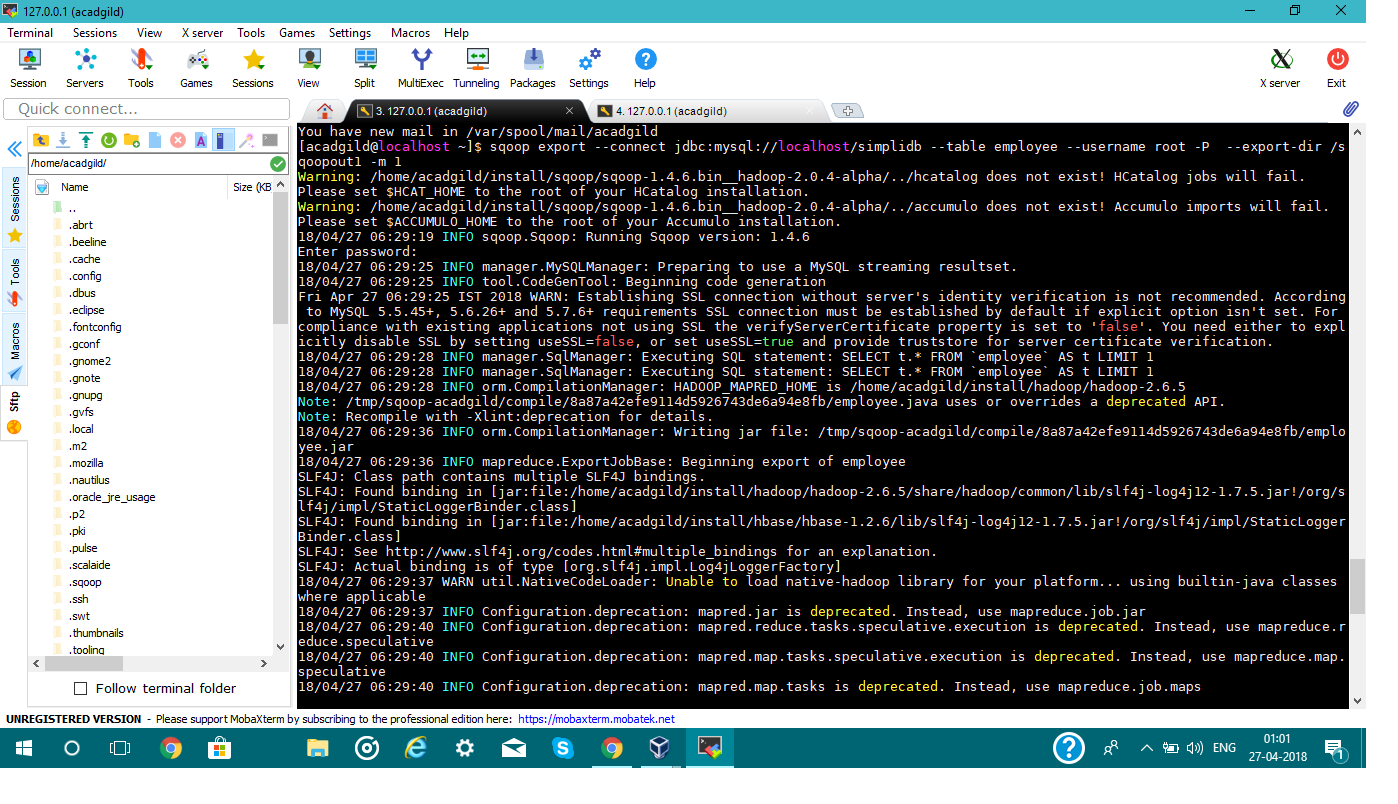 127.0.0.1 (acadgild)
Terminal Sessions View X server Tools Games Settings Macros Help
Session Servers Tools Games Sessions View Split MultiExec Tunneling Packages Settings Help X server Exit
Quick connect...
3. 127.0.0.1 (acadgild)
4. 127.0.0.1 (acadgild)
Sessions
Tools
Macros
Sftp
/home/acadgild/
Name Size (KB
..
.abrt
.beeline
.cache
.config
.dbus
.eclipse
.fontconfig
.gconf
.gnome2
.gnote
.gnupg
.gvfs
.local
.m2
.mozilla
.nautilus
.oracle_jre_usage
.p2
.pki
.pulse
.scalaide
.sqoop
.ssh
.swt
.thumbnails
.tooling
Follow terminal folder
You have new mail in /var/spool/mail/acadgild
[acadgild@localhost ~]$ sqoop export --connect jdbc:mysql://localhost/simplidb --table employee --username root -P  --export-dir /s
qoopout1 -m 1
Warning: /home/acadgild/install/sqoop/sqoop-1.4.6.bin__hadoop-2.0.4-alpha/../hcatalog does not exist! HCatalog jobs will fail.
Please set $HCAT_HOME to the root of your HCatalog installation.
Warning: /home/acadgild/install/sqoop/sqoop-1.4.6.bin__hadoop-2.0.4-alpha/../accumulo does not exist! Accumulo imports will fail.
Please set $ACCUMULO_HOME to the root of your Accumulo installation.
18/04/27 06:29:19 INFO sqoop.Sqoop: Running Sqoop version: 1.4.6
Enter password:
18/04/27 06:29:25 INFO manager.MySQLManager: Preparing to use a MySQL streaming resultset.
18/04/27 06:29:25 INFO tool.CodeGenTool: Beginning code generation
Fri Apr 27 06:29:25 IST 2018 WARN: Establishing SSL connection without server's identity verification is not recommended. According
 to MySQL 5.5.45+, 5.6.26+ and 5.7.6+ requirements SSL connection must be established by default if explicit option isn't set. For
compliance with existing applications not using SSL the verifyServerCertificate property is set to 'false'. You need either to expl
icitly disable SSL by setting useSSL=false, or set useSSL=true and provide truststore for server certificate verification.
18/04/27 06:29:28 INFO manager.SqlManager: Executing SQL statement: SELECT t.* FROM `employee` AS t LIMIT 1
18/04/27 06:29:28 INFO manager.SqlManager: Executing SQL statement: SELECT t.* FROM `employee` AS t LIMIT 1
18/04/27 06:29:28 INFO orm.CompilationManager: HADOOP_MAPRED_HOME is /home/acadgild/install/hadoop/hadoop-2.6.5
Note: /tmp/sqoop-acadgild/compile/8a87a42efe9114d5926743de6a94e8fb/employee.java uses or overrides a deprecated API.
Note: Recompile with -Xlint:deprecation for details.
18/04/27 06:29:36 INFO orm.CompilationManager: Writing jar file: /tmp/sqoop-acadgild/compile/8a87a42efe9114d5926743de6a94e8fb/emplo
yee.jar
18/04/27 06:29:36 INFO mapreduce.ExportJobBase: Beginning export of employee
SLF4J: Class path contains multiple SLF4J bindings.
SLF4J: Found binding in [jar:file:/home/acadgild/install/hadoop/hadoop-2.6.5/share/hadoop/common/lib/slf4j-log4j12-1.7.5.jar!/org/s
lf4j/impl/StaticLoggerBinder.class]
SLF4J: Found binding in [jar:file:/home/acadgild/install/hbase/hbase-1.2.6/lib/slf4j-log4j12-1.7.5.jar!/org/slf4j/impl/StaticLogger
Binder.class]
SLF4J: See http://www.slf4j.org/codes.html#multiple_bindings for an explanation.
SLF4J: Actual binding is of type [org.slf4j.impl.Log4jLoggerFactory]
18/04/27 06:29:37 WARN util.NativeCodeLoader: Unable to load native-hadoop library for your platform... using builtin-java classes
where applicable
18/04/27 06:29:37 INFO Configuration.deprecation: mapred.jar is deprecated. Instead, use mapreduce.job.jar
18/04/27 06:29:40 INFO Configuration.deprecation: mapred.reduce.tasks.speculative.execution is deprecated. Instead, use mapreduce.r
educe.speculative
18/04/27 06:29:40 INFO Configuration.deprecation: mapred.map.tasks.speculative.execution is deprecated. Instead, use mapreduce.map.
speculative
18/04/27 06:29:40 INFO Configuration.deprecation: mapred.map.tasks is deprecated. Instead, use mapreduce.job.maps
UNREGISTERED VERSION - Please support MobaXterm by subscribing to the professional edition here: https://mobaxterm.mobatek.net
ENG
01:01
27-04-2018
1